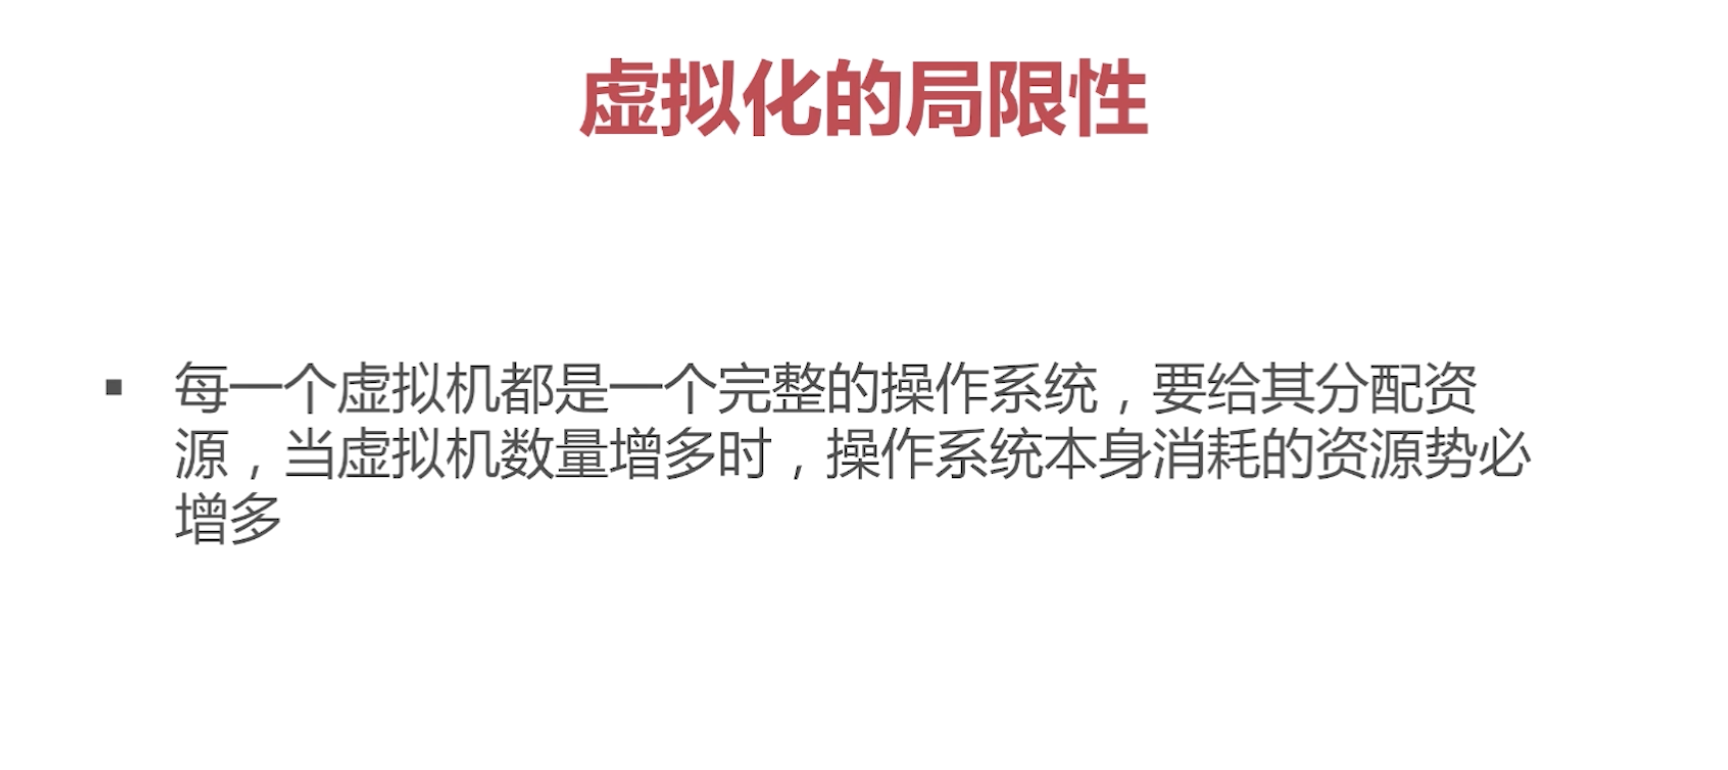 虚拟化的局限性
▪ 每一个虚拟机都是一个完整的操作系统，要给其分配资
源，当虚拟机数量增多时，操作系统本身消耗的资源势必
增多